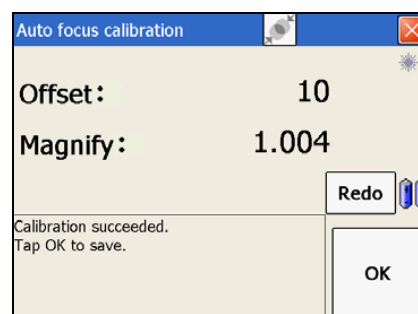 Auto focus calibration
Offset: 10
Magnify: 1.004
Redo
Calibration succeeded.
Tap OK to save.
OK